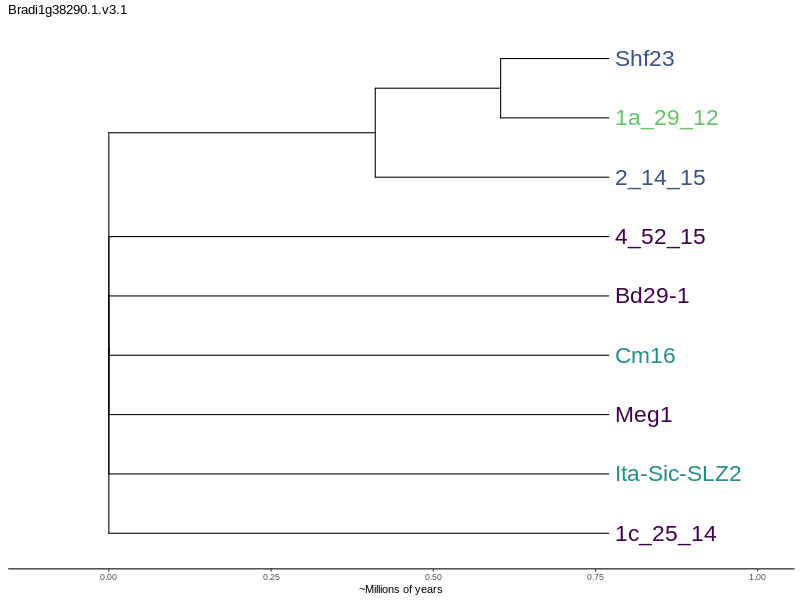 Bradi1g38290.1.v3.1
Shf23
1a_29_12
2_14_15
4_52_15
Bd29-1
Cm16
Meg1
Ita-Sic-SLZ2
1c_25_14
0.00 0.25 0.50 0.75 1.00
~Millions of years